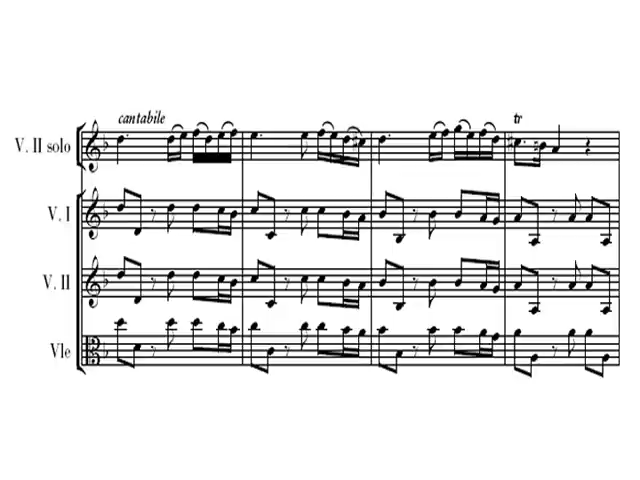 cantabile
tr
V. II solo
V. I
V. II
Vle